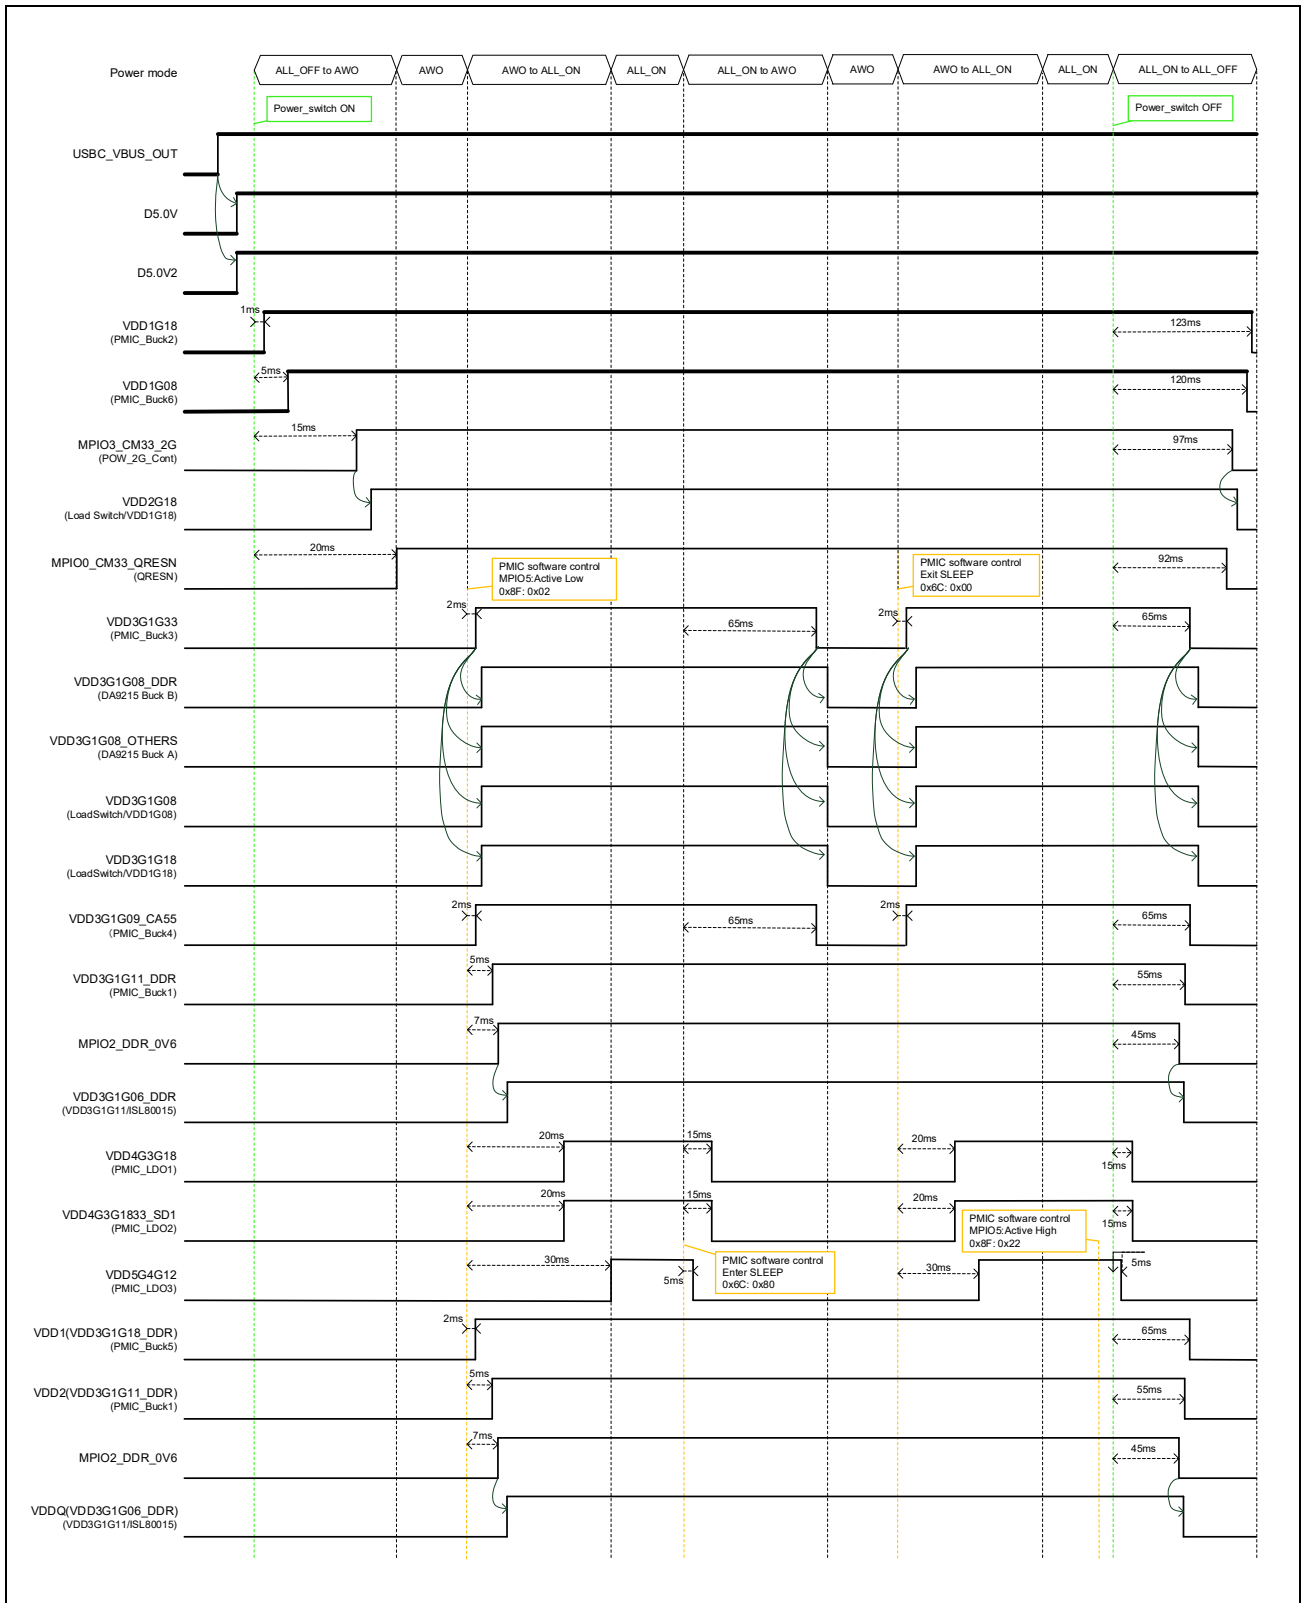 Power mode
ALL_OFF to AWO
AWO
AWO to ALL_ON
ALL_ON
ALL_ON to AWO
AWO
AWO to ALL_ON
ALL_ON
ALL_ON to ALL_OFF
Power_switch ON
Power_switch OFF
USBC_VBUS_OUT
D5.0V
D5.0V2
1ms
VDD1G18
(PMIC_Buck2)
123ms
5ms
VDD1G08
(PMIC_Buck6)
120ms
15ms
MPIO3_CM33_2G
(POW_2G_Cont)
97ms
VDD2G18
(Load Switch/VDD1G18)
20ms
MPIO0_CM33_QRESN
(QRESN)
92ms
PMIC software control
MPIO5:Active Low
0x8F: 0x02
PMIC software control
Exit SLEEP
0x6C: 0x00
2ms
2ms
VDD3G1G33
(PMIC_Buck3)
65ms
65ms
VDD3G1G08_DDR
(DA9215 Buck B)
VDD3G1G08_OTHERS
(DA9215 Buck A)
VDD3G1G08
(LoadSwitch/VDD1G08)
VDD3G1G18
(LoadSwitch/VDD1G18)
2ms
2ms
VDD3G1G09_CA55
(PMIC_Buck4)
65ms
65ms
5ms
VDD3G1G11_DDR
(PMIC_Buck1)
55ms
7ms
MPIO2_DDR_0V6
45ms
VDD3G1G06_DDR
(VDD3G1G11/ISL80015)
20ms
15ms
20ms
VDD4G3G18
(PMIC_LDO1)
15ms
20ms
15ms
20ms
VDD4G3G1833_SD1
(PMIC_LDO2)
PMIC software control
MPIO5:Active High
0x8F: 0x22
15ms
30ms
VDD5G4G12
(PMIC_LDO3)
5ms
PMIC software control
Enter SLEEP
0x6C: 0x80
30ms
5ms
2ms
VDD1(VDD3G1G18_DDR)
(PMIC_Buck5)
65ms
5ms
VDD2(VDD3G1G11_DDR)
(PMIC_Buck1)
55ms
7ms
MPIO2_DDR_0V6
45ms
VDDQ(VDD3G1G06_DDR)
(VDD3G1G11/ISL80015)